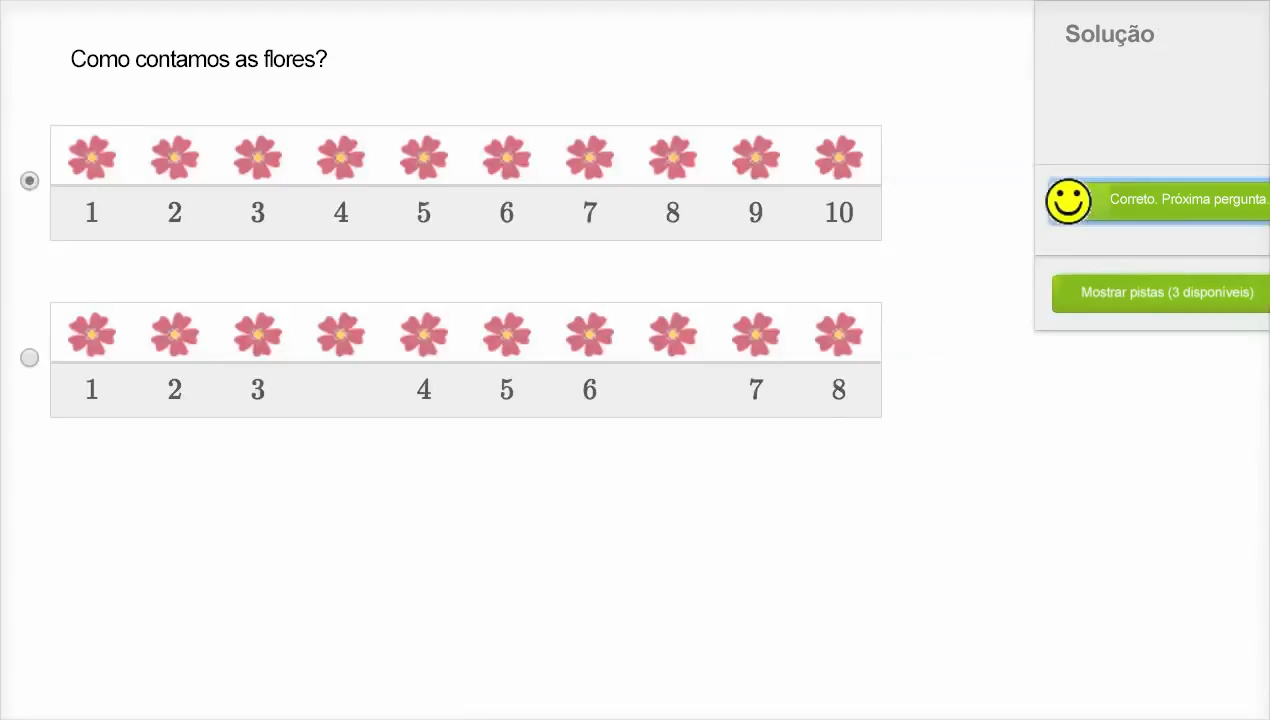 Como contamos as flores?
1 2 3 4 5 6 7 8 9 10
1 2 3 4 5 6 7 8
Solução
Correto. Próxima pergunta.
Mostrar pistas (3 disponíveis)